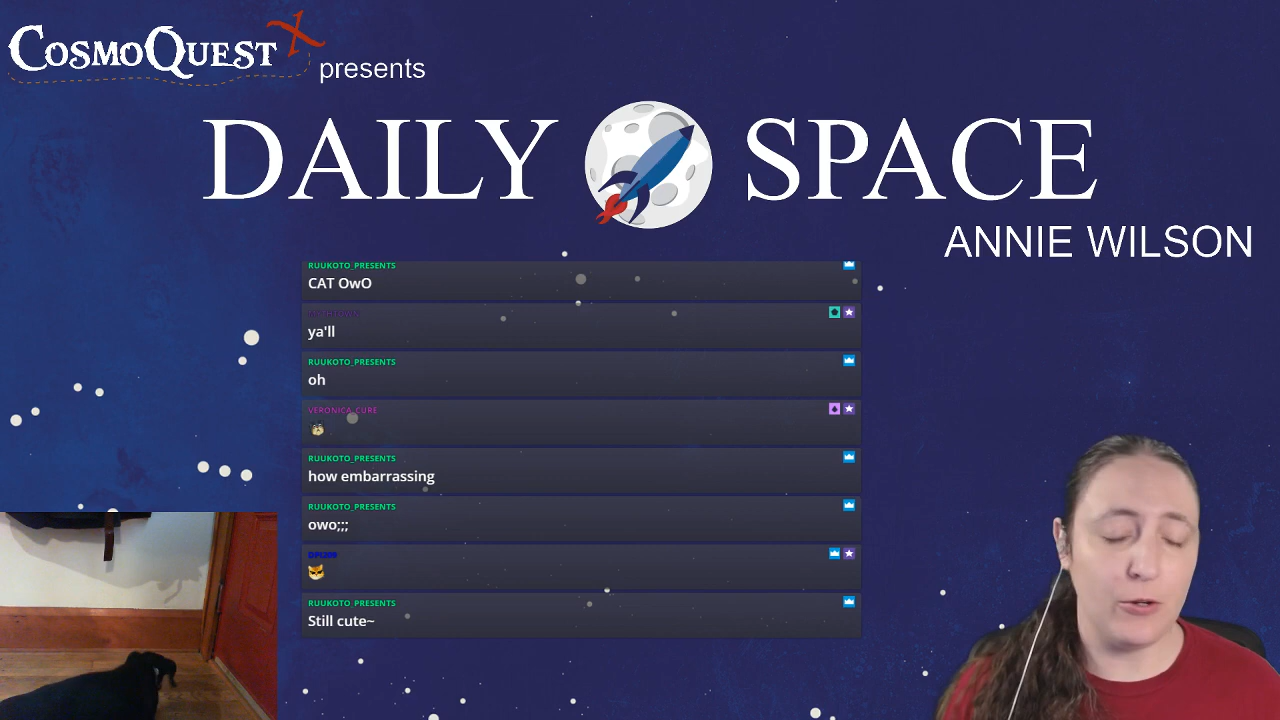 CosmoQuest X
presents
DAILY SPACE
ANNIE WILSON
RUUKOTO_PRESENTS
CAT OwO
ya'll
RUUKOTO_PRESENTS
oh
VERONICA_CURE
RUUKOTO_PRESENTS
how embarrassing
RUUKOTO_PRESENTS
owo;;;
RUUKOTO_PRESENTS
Still cute~